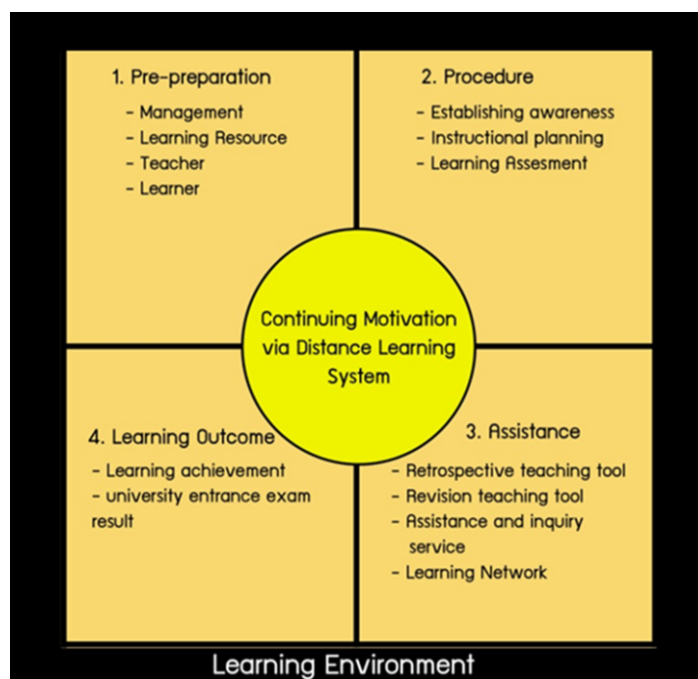 1. Pre-preparation
- Management
- Learning Resource
- Teacher
- Learner
2. Procedure
- Establishing awareness
- Instructional planning
- Learning Assesment
Continuing Motivation
via Distance Learning
System
3. Assistance
- Retrospective teaching tool
- Revision teaching tool
- Assistance and inquiry
service
- Learning Network
4. Learning Outcome
- Learning achievement
- university entrance exam
result
Learning Environment